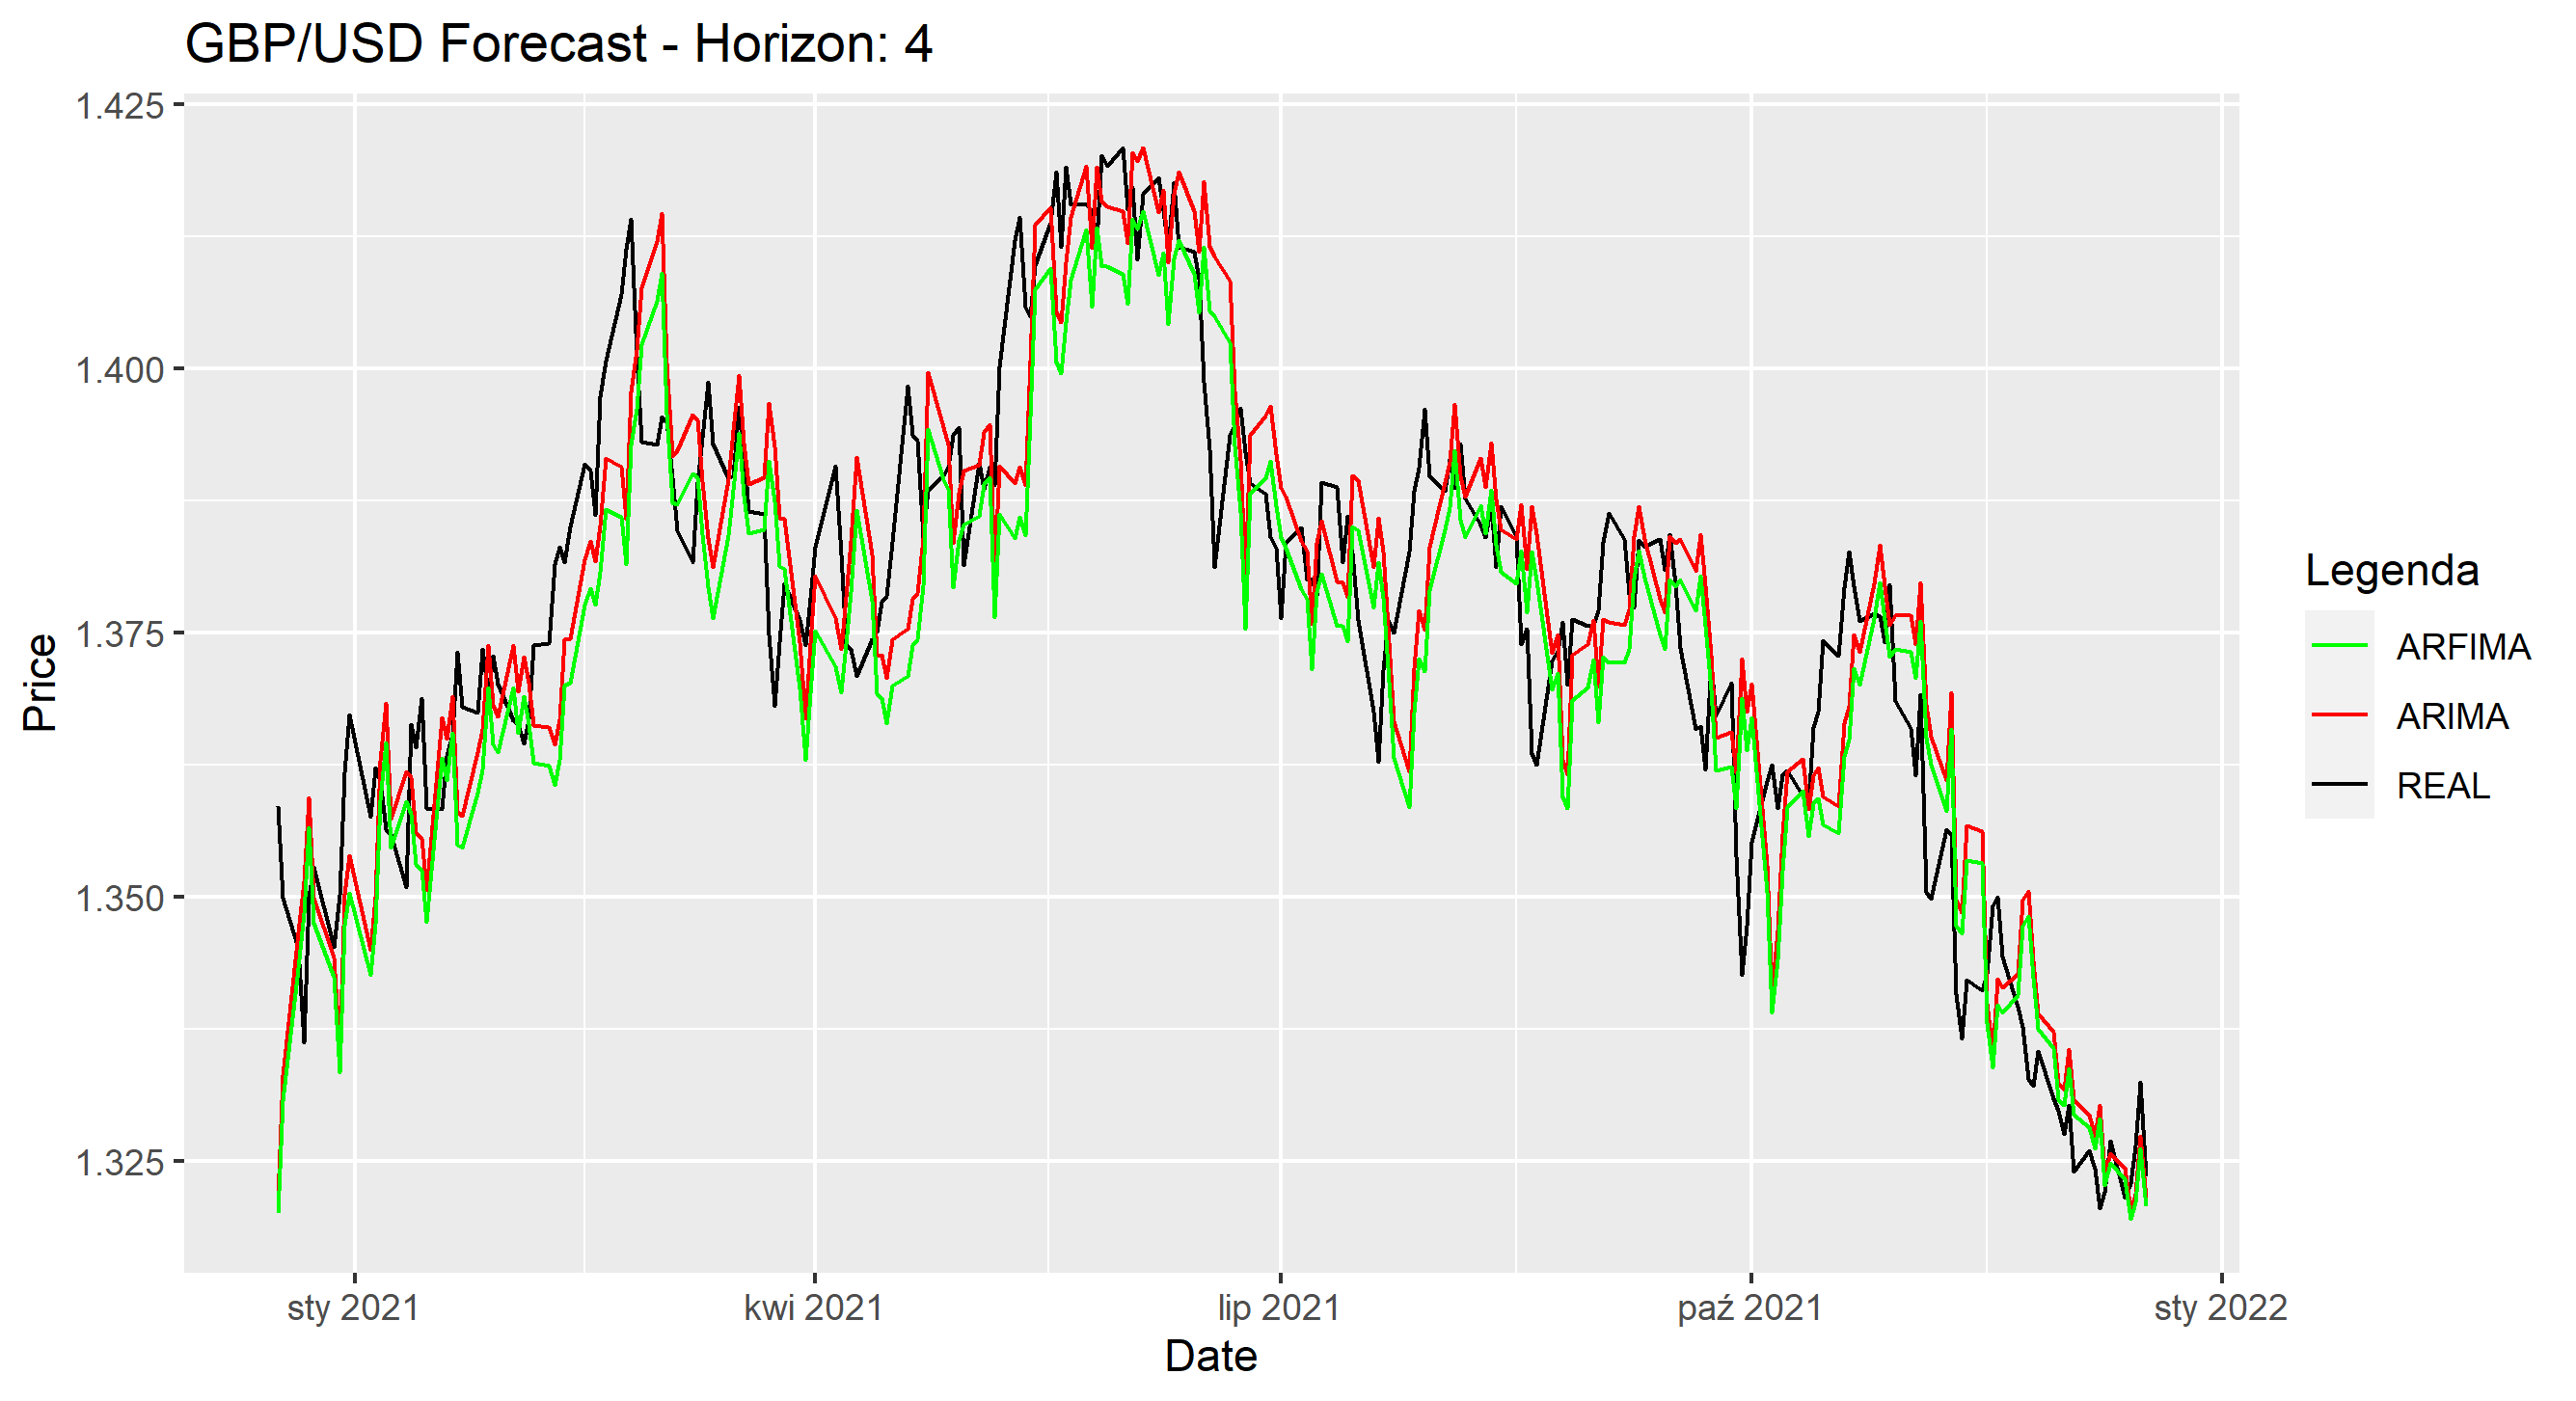 GBP/USD Forecast - Horizon: 4
1.425
1.400
1.375
1.350
1.325
Price
sty 2021
kwi 2021
lip 2021
paź 2021
sty 2022
Date
Legenda
ARFIMA
ARIMA
REAL